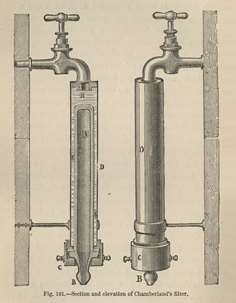 H
A
E
D
D
C
C
B
B
Fig. 101.—Section and elevation of Chamberland's filter.